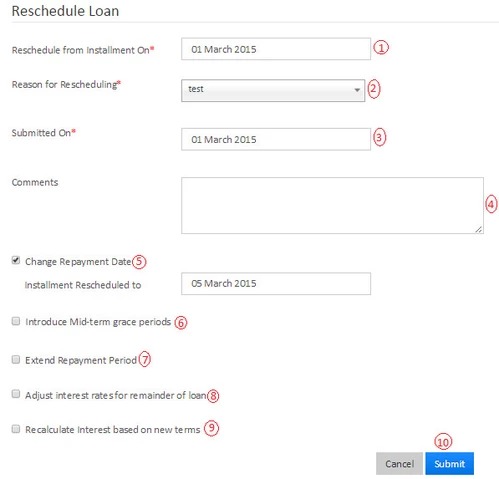 Reschedule Loan
Reschedule from Installment On* 01 March 2015 1
Reason for Rescheduling* test 2
Submitted On* 01 March 2015 3
Comments 4
Change Repayment Date 5
Installment Rescheduled to 05 March 2015
Introduce Mid-term grace periods 6
Extend Repayment Period 7
Adjust interest rates for remainder of loan 8
Recalculate Interest based on new terms 9
10
Cancel Submit